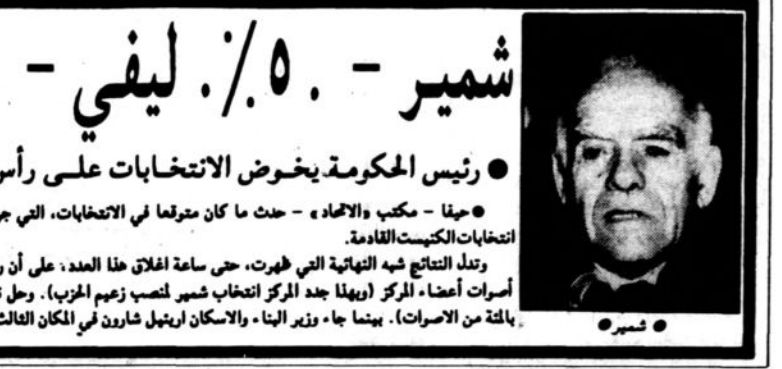 شمير - ٥٠٪. ليفي -
● رئيس الحكومة يخوض الانتخابات على رأس
● حيفا - مكتب «الاتحاد» - حدث ما كان متوقعا في الانتخابات، التي جر
انتخابات الكنيست القادمة.
وتدل النتائج شبه النهائية التي ظهرت، حتى ساعة اغلاق هذا العدد، على أن ر
أصوات أعضاء المركز (وبهذا جدد المركز انتخاب شمير لمنصب زعيم الحزب). وحل
بالمئة من الاصوات). بينما جاء وزير البناء والاسكان اريئيل شارون في المكان الثالث
● شمير ●